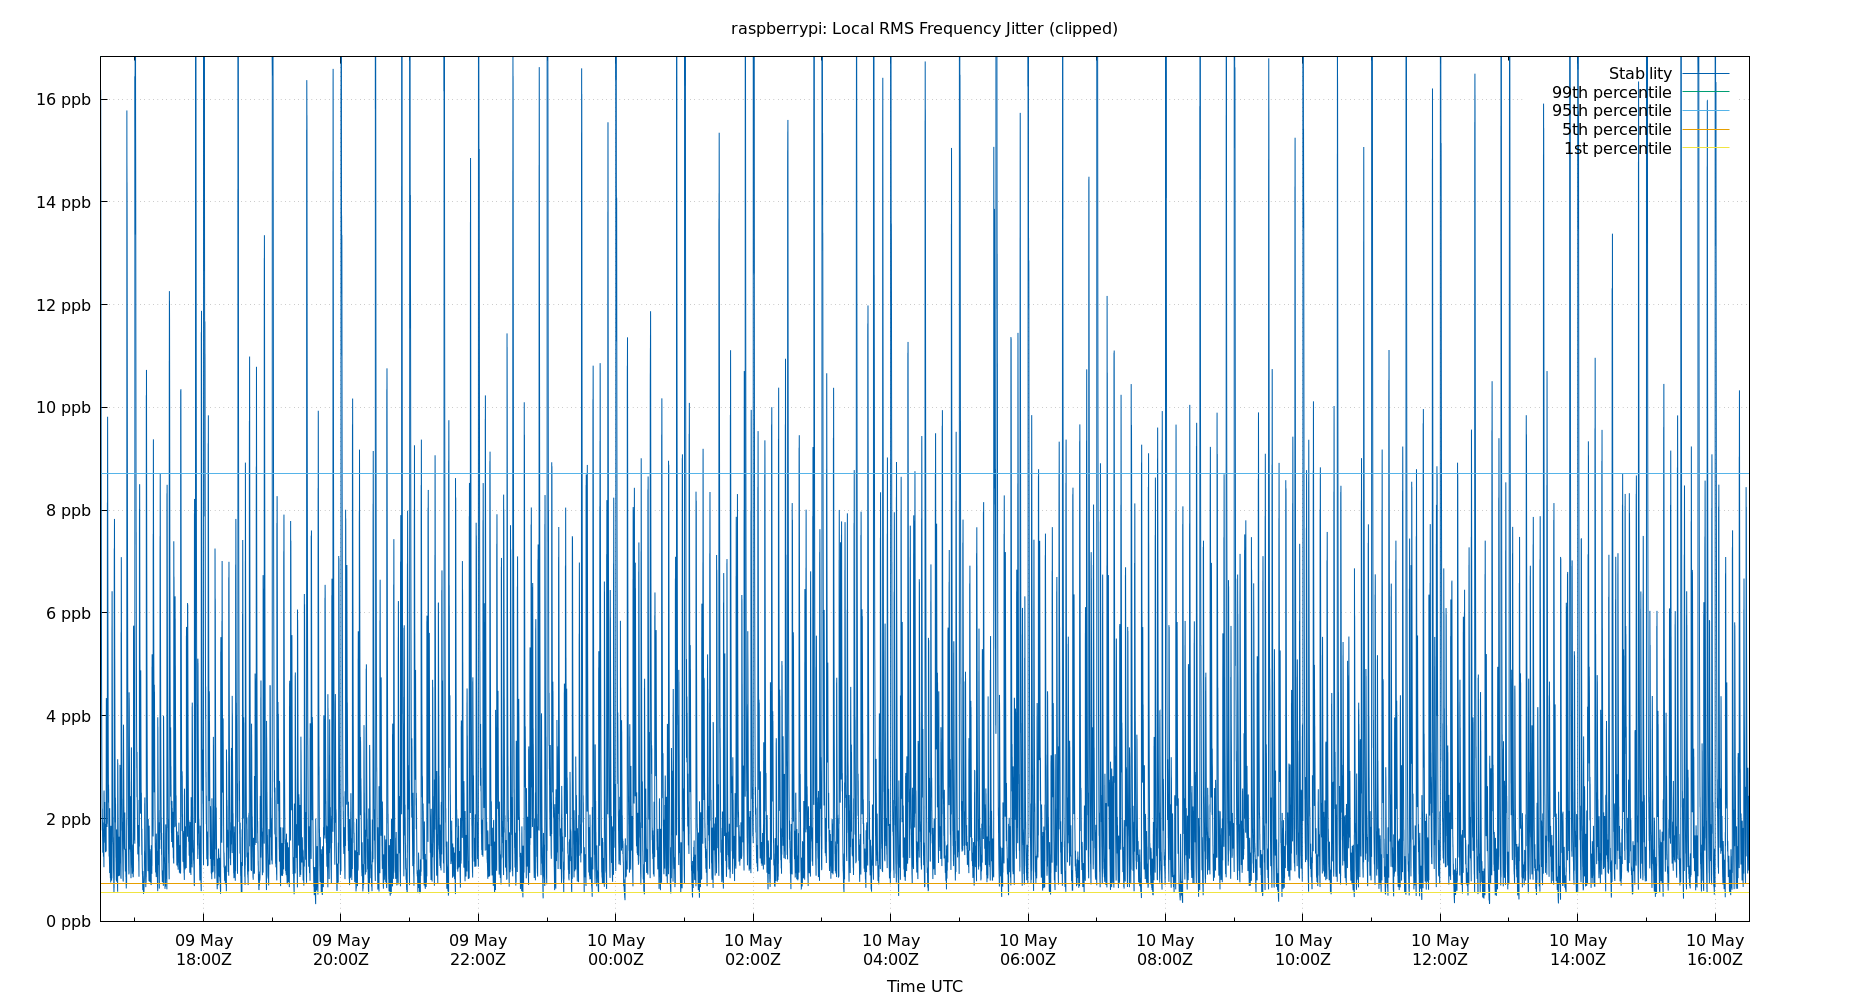 raspberrypi: Local RMS Frequency Jitter (clipped)
Stability
99th percentile
95th percentile
5th percentile
1st percentile
16 ppb
14 ppb
12 ppb
10 ppb
8 ppb
6 ppb
4 ppb
2 ppb
0 ppb
09 May 09 May 09 May 10 May 10 May 10 May 10 May 10 May 10 May 10 May 10 May 10 May
18:00Z 20:00Z 22:00Z 00:00Z 02:00Z 04:00Z 06:00Z 08:00Z 10:00Z 12:00Z 14:00Z 16:00Z
Time UTC